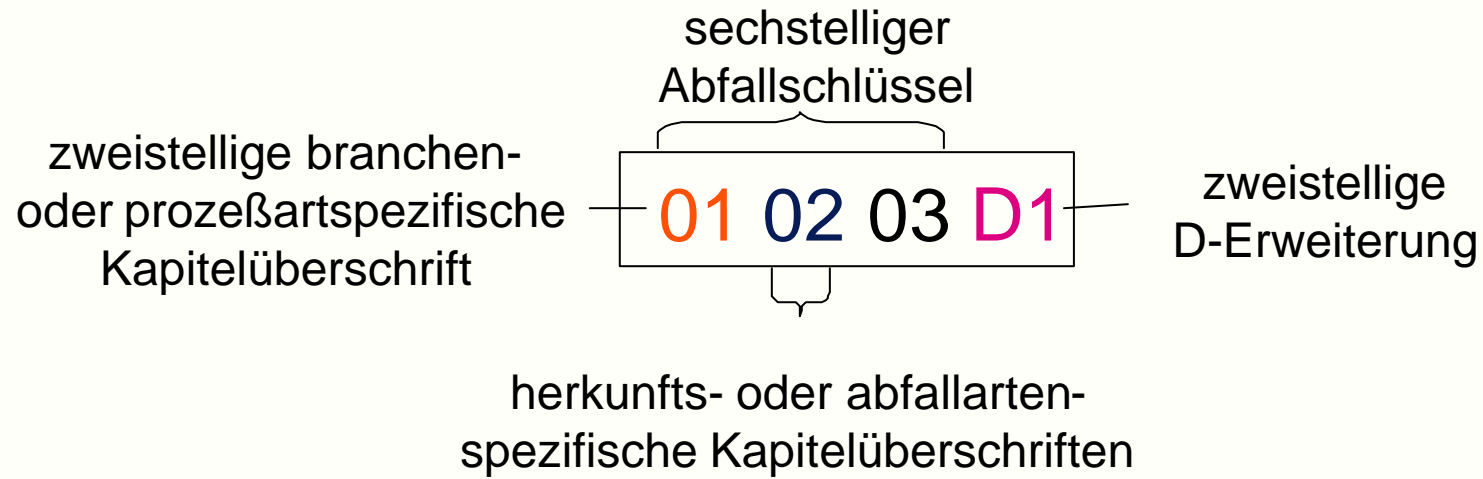 sechstelliger
Abfallschlüssel
zweistellige branchen-
oder prozeßartspezifische
Kapitelüberschrift
01 02 03 D1
zweistellige
D-Erweiterung
herkunfts- oder abfallarten-
spezifische Kapitelüberschriften